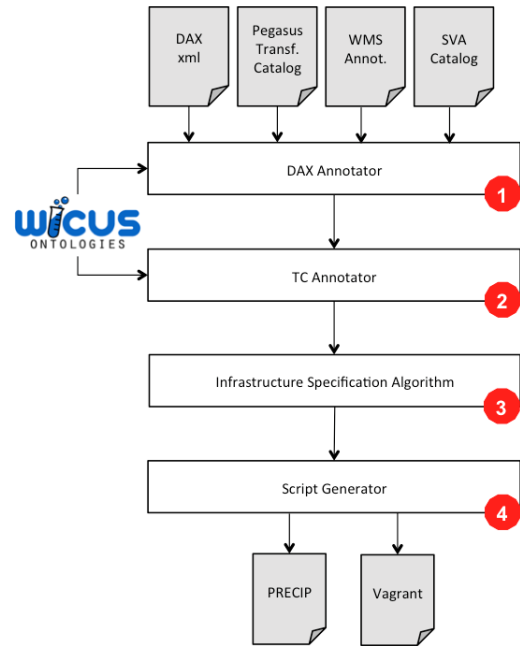 DAX
xml
Pegasus
Transf.
Catalog
WMS
Annot.
SVA
Catalog
DAX Annotator
1
WICUS
ONTOLOGIES
TC Annotator
2
Infrastructure Specification Algorithm
3
Script Generator
4
PRECIP
Vagrant